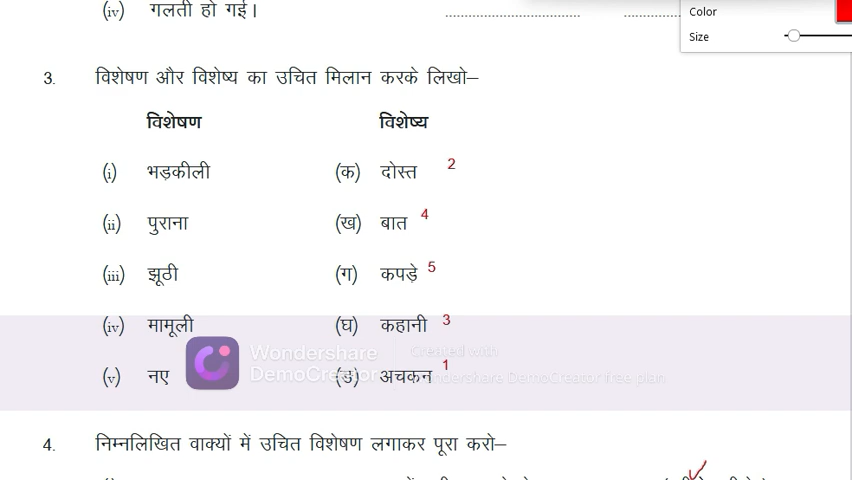 (iv) गलती हो गई।
Color
Size
3. विशेषण और विशेष्य का उचित मिलान करके लिखो–
विशेषण विशेष्य
(i) भड़कीली (क) दोस्त 2
(ii) पुराना (ख) बात 4
(iii) झूठी (ग) कपड़े 5
(iv) मामूली (घ) कहानी 3
(v) नए (ङ) अचकन 1
Wondershare
DemoCreator
Created with
Wondershare DemoCreator free plan
4. निम्नलिखित वाक्यों में उचित विशेषण लगाकर पूरा करो–